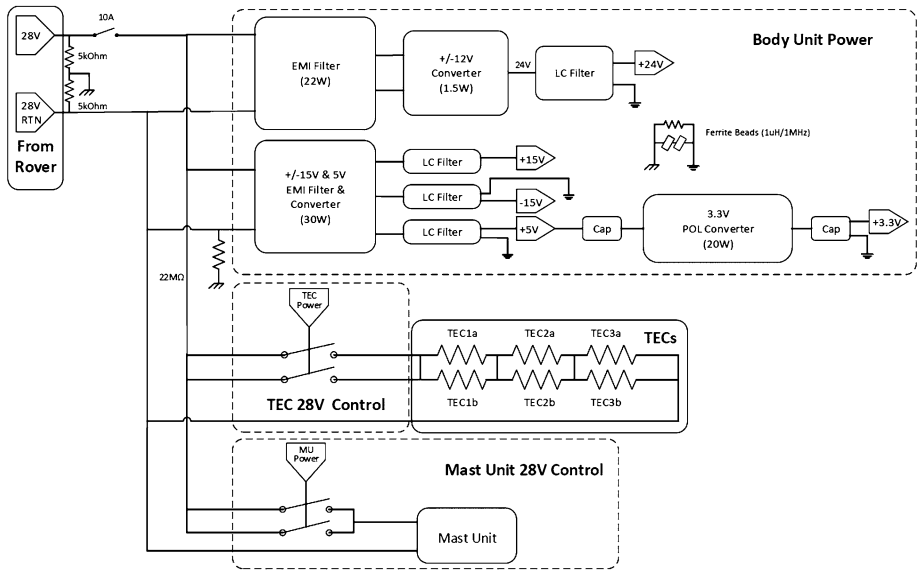 28V
10A
5kOhm
28V
RTN
5kOhm
From
Rover
Body Unit Power
EMI Filter
(22W)
+/-12V
Converter
(1.5W)
24V
LC Filter
+24V
Ferrite Beads (1uH/1MHz)
+/-15V & 5V
EMI Filter &
Converter
(30W)
LC Filter
+15V
LC Filter
-15V
LC Filter
+5V
Cap
3.3V
POL Converter
(20W)
Cap
+3.3V
22MΩ
TEC
Power
TEC 28V Control
TECs
TEC1a
TEC2a
TEC3a
TEC1b
TEC2b
TEC3b
MU
Power
Mast Unit 28V Control
Mast Unit